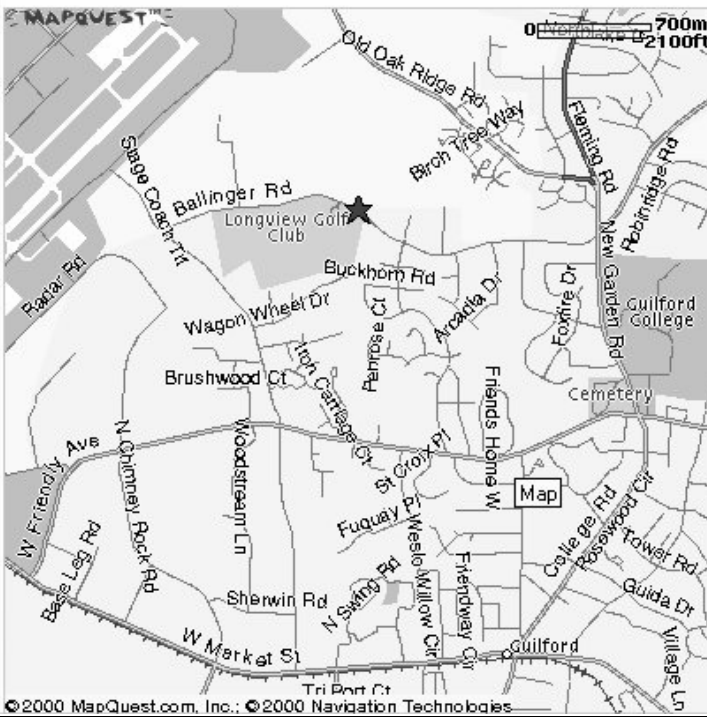 MAPQUEST™
0 700m
2100ft
Old Oak Ridge Rd
Fleming Rd
Birch Tree Way
Robinridge Rd
Stage Coach Trl
Ballinger Rd
Longview Golf
Club
Radar Rd
Buckhorn Rd
Wagon Wheel Dr
Arcadia Dr
Foxfire Dr
New Garden Rd
Guilford
College
Penrose Ct
Iron Carriage Ct
Brushwood Ct
Cemetery
Friends Home W
W Friendly Ave
N Chimney Rock Rd
Woodstream Ln
St Croix Pl
Map
Fuquay Pl
College Rd
Rosewood Cir
Tower Rd
Base Leg Rd
N Swing Rd
Weslo Willow Cir
Friendway Cir
Guida Dr
Sherwin Rd
Village Ln
W Market St
Guilford
Tri Port Ct
©2000 MapQuest.com, Inc.; ©2000 Navigation Technologies